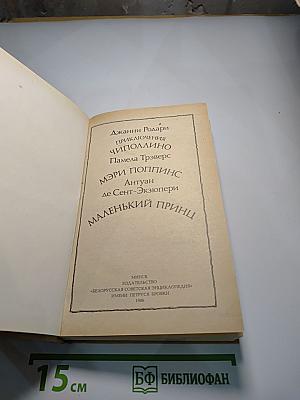 Джанни Родари
ПРИКЛЮЧЕНИЯ
ЧИПОЛЛИНО
Памела Трэверс
МЭРИ ПОППИНС
Антуан
де Сент-Экзюпери
МАЛЕНЬКИЙ ПРИНЦ
МИНСК
ИЗДАТЕЛЬСТВО
«БЕЛОРУССКАЯ СОВЕТСКАЯ ЭНЦИКЛОПЕДИЯ»
ИМЕНИ ПЕТРУСЯ БРОВКИ
1986
15 см
БФ БИБЛИОФАН